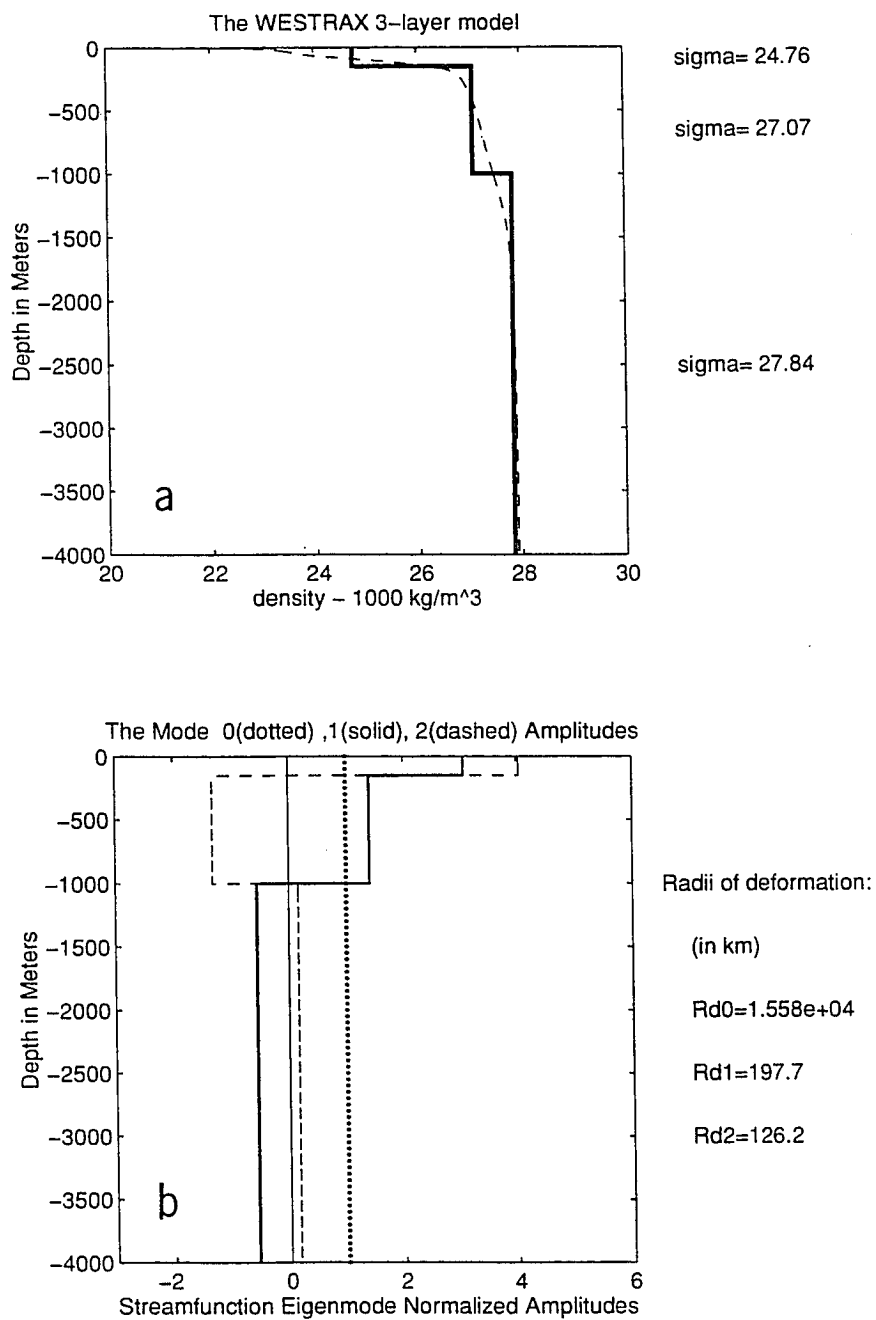 The WESTRAX 3-layer model
0
-500
-1000
-1500
-2000
-2500
-3000
-3500
-4000
Depth in Meters
20 22 24 26 28 30
density - 1000 kg/m^3
a
sigma= 24.76
sigma= 27.07
sigma= 27.84
The Mode 0(dotted) ,1(solid), 2(dashed) Amplitudes
0
-500
-1000
-1500
-2000
-2500
-3000
-3500
-4000
Depth in Meters
-2 0 2 4 6
Streamfunction Eigenmode Normalized Amplitudes
b
Radii of deformation:
(in km)
Rd0=1.558e+04
Rd1=197.7
Rd2=126.2